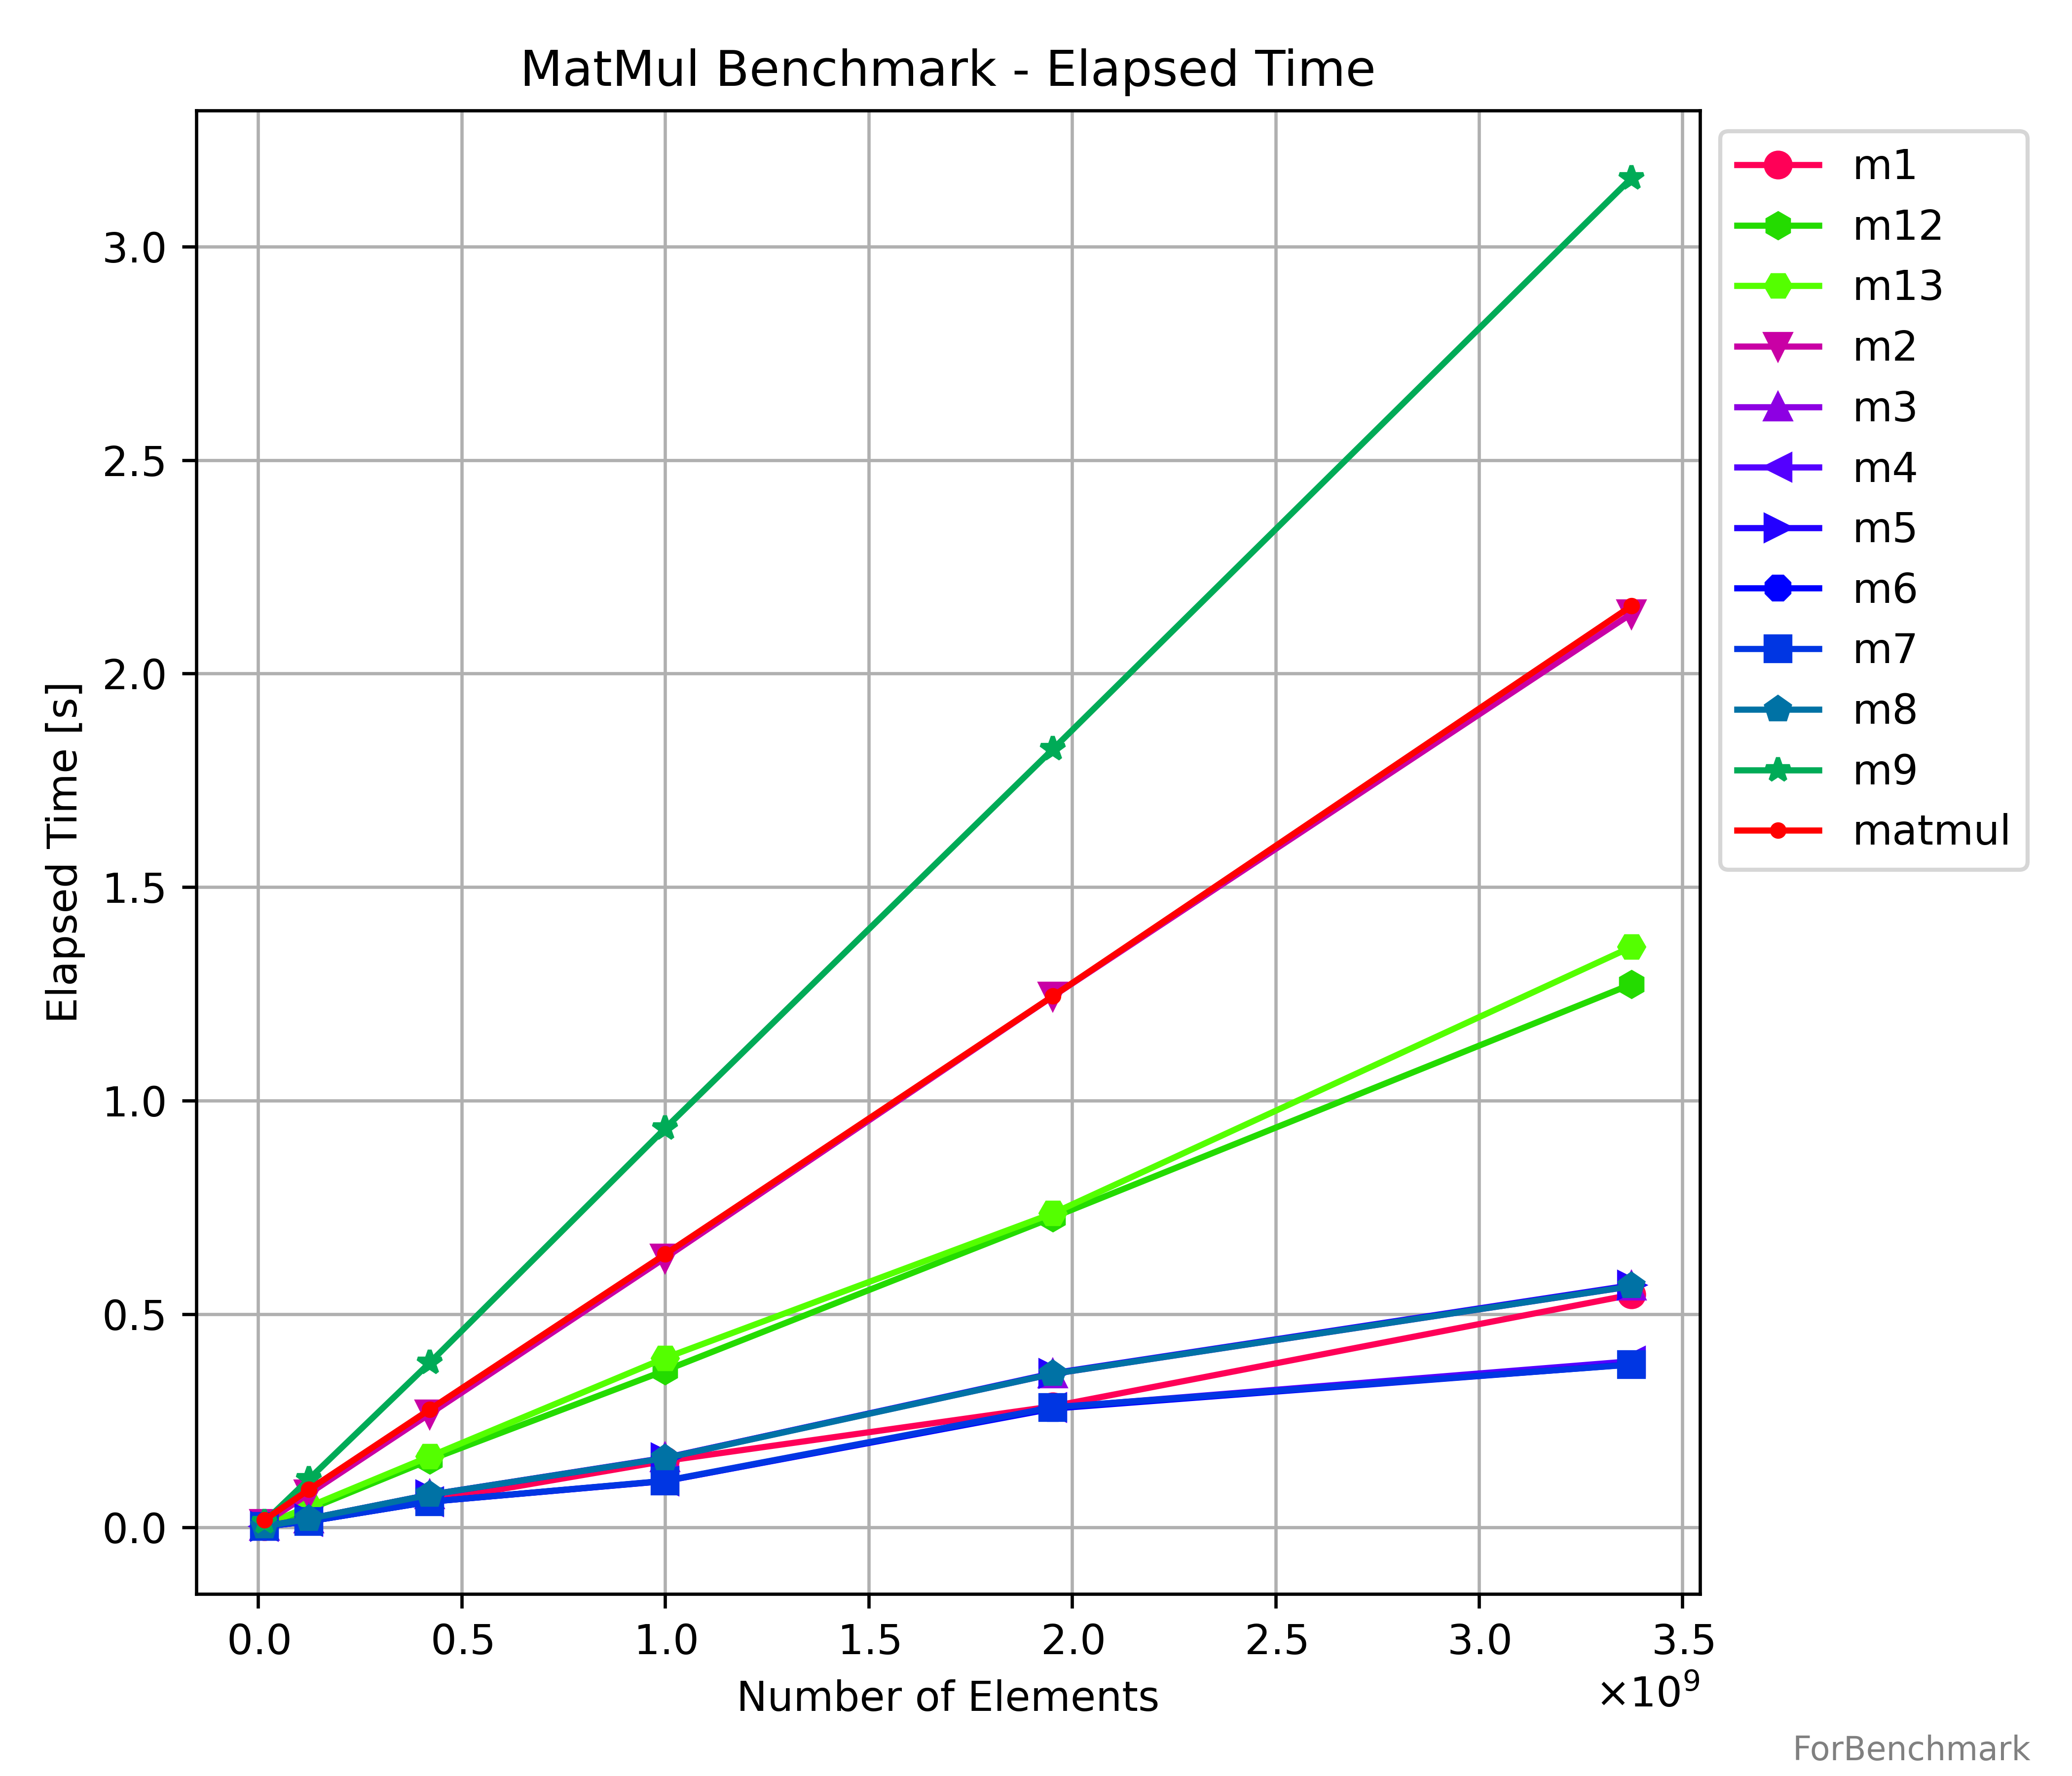 MatMul Benchmark - Elapsed Time
3.0
2.5
2.0
1.5
1.0
0.5
0.0
Elapsed Time [s]
0.0 0.5 1.0 1.5 2.0 2.5 3.0 3.5
×10⁹
Number of Elements
m1
m12
m13
m2
m3
m4
m5
m6
m7
m8
m9
matmul
ForBenchmark